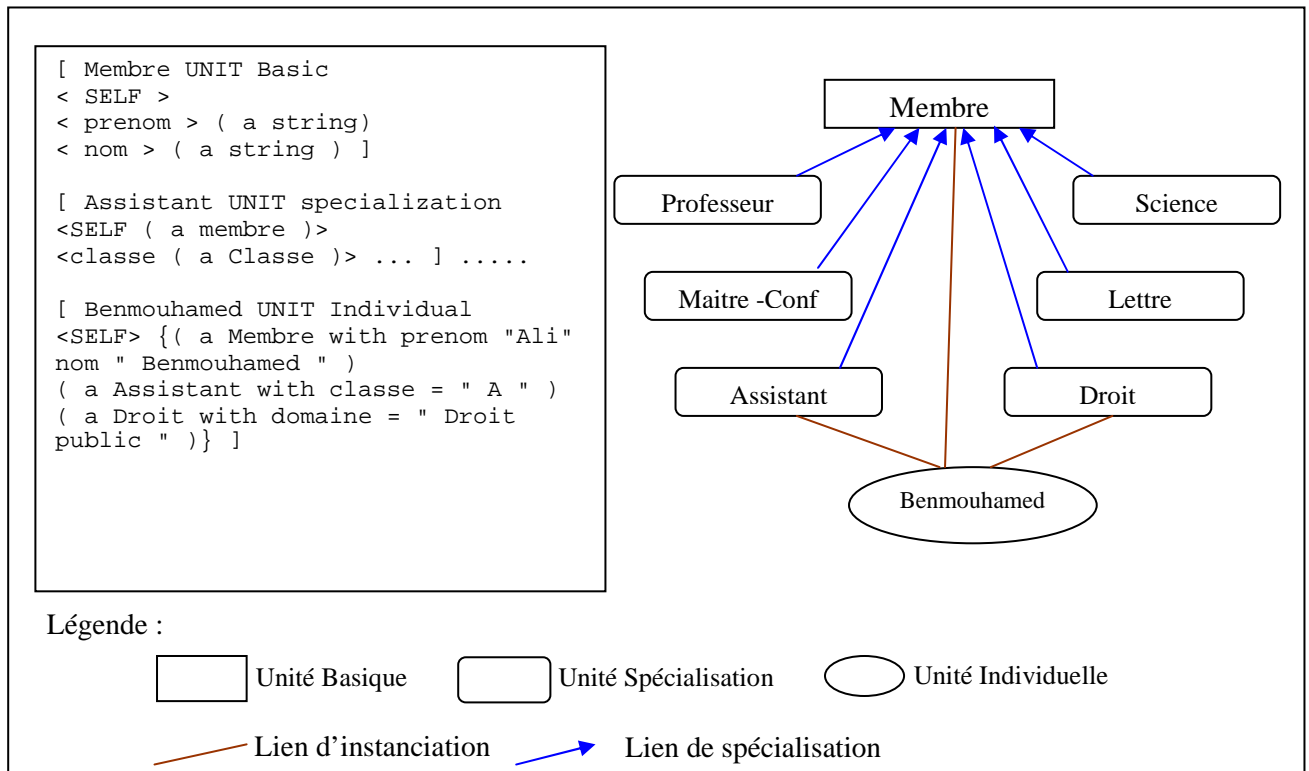 [ Membre UNIT Basic
< SELF >
< prenom > ( a string)
< nom > ( a string ) ]
[ Assistant UNIT specialization
<SELF ( a membre )>
<classe ( a Classe )> ... ] .....
[ Benmouhamed UNIT Individual
<SELF> {( a Membre with prenom "Ali"
nom " Benmouhamed " )
( a Assistant with classe = " A " )
( a Droit with domaine = " Droit
public " )} ]
Membre
Professeur
Science
Maitre -Conf
Lettre
Assistant
Droit
Benmouhamed
Légende :
Unité Basique
Unité Spécialisation
Unité Individuelle
Lien d’instanciation
Lien de spécialisation